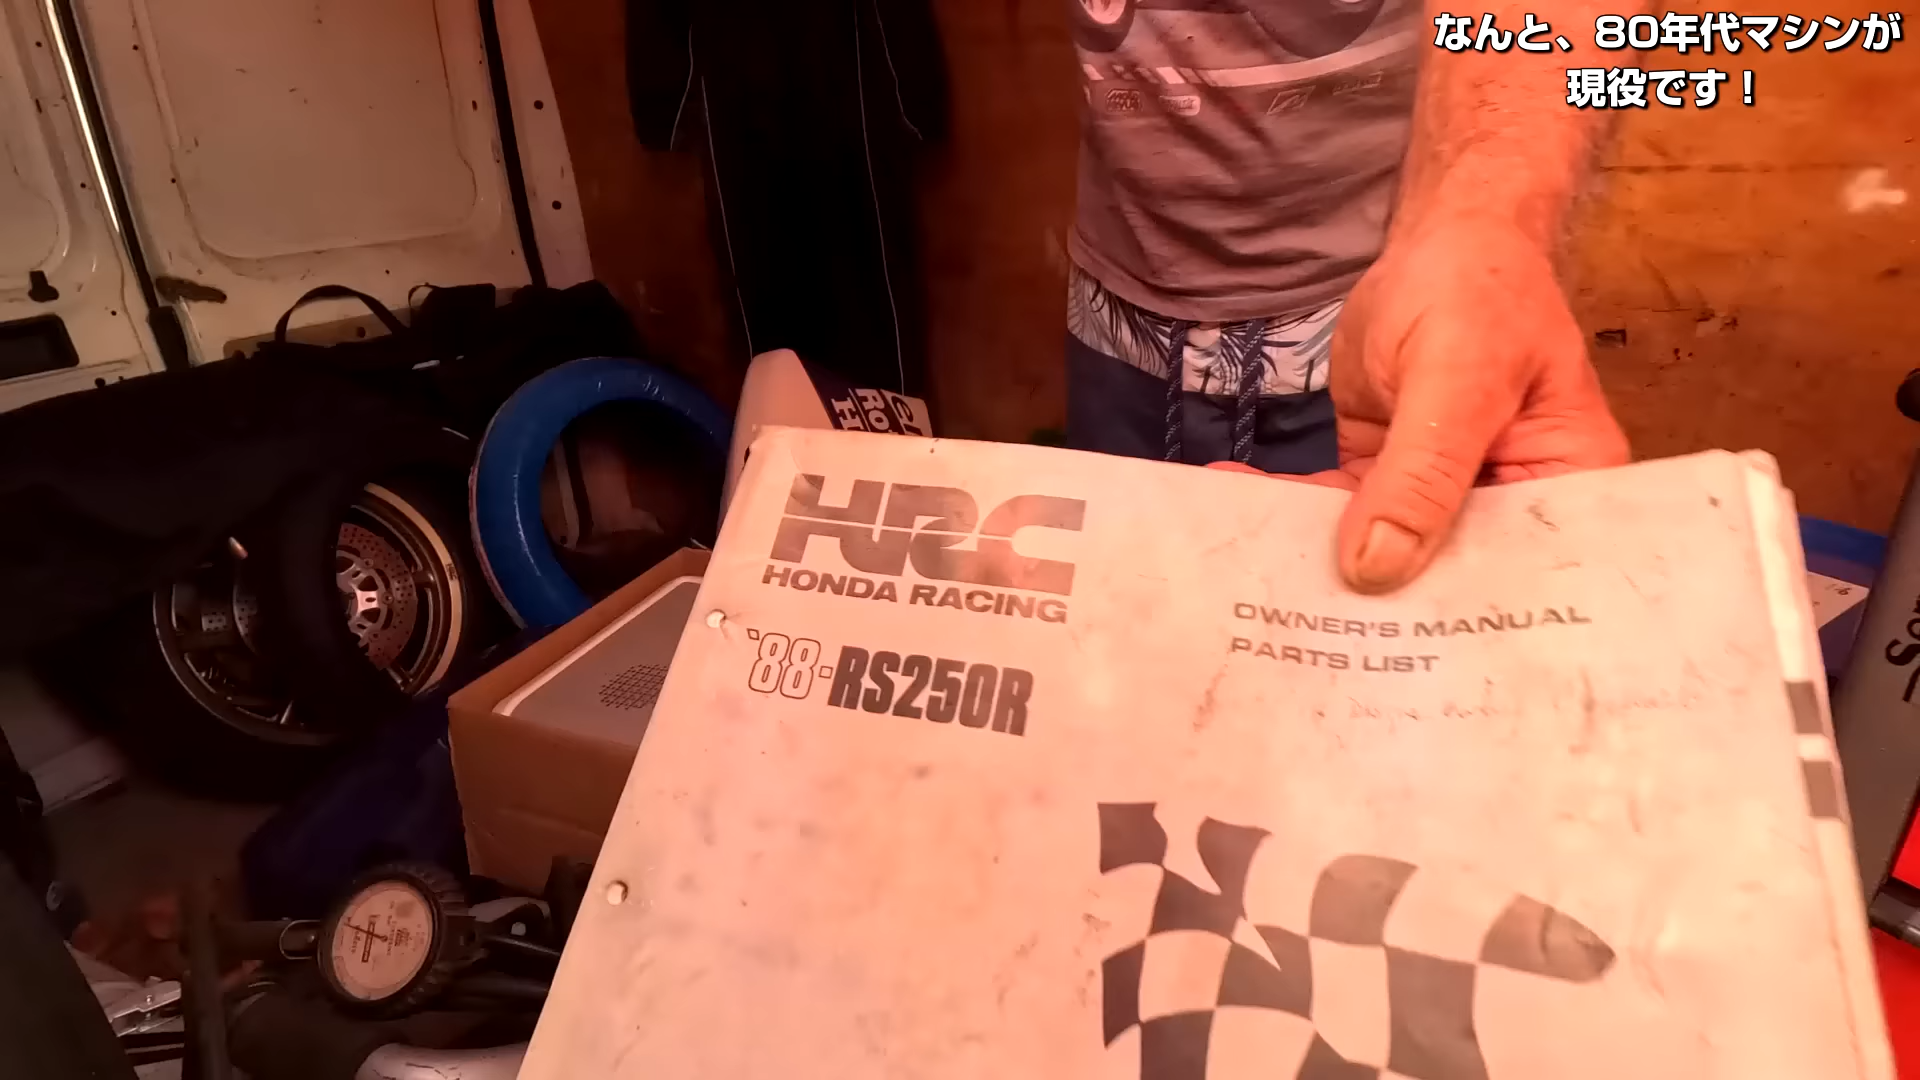 なんと、80年代マシンが
現役です！
HRC
HONDA RACING
'88-RS250R
OWNER'S MANUAL
PARTS LIST